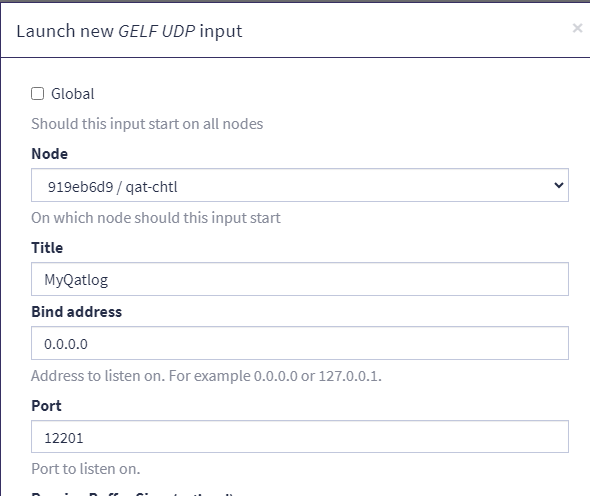 Launch new GELF UDP input
×
Global
Should this input start on all nodes
Node
919eb6d9 / qat-chtl
On which node should this input start
Title
MyQatlog
Bind address
0.0.0.0
Address to listen on. For example 0.0.0.0 or 127.0.0.1.
Port
12201
Port to listen on.